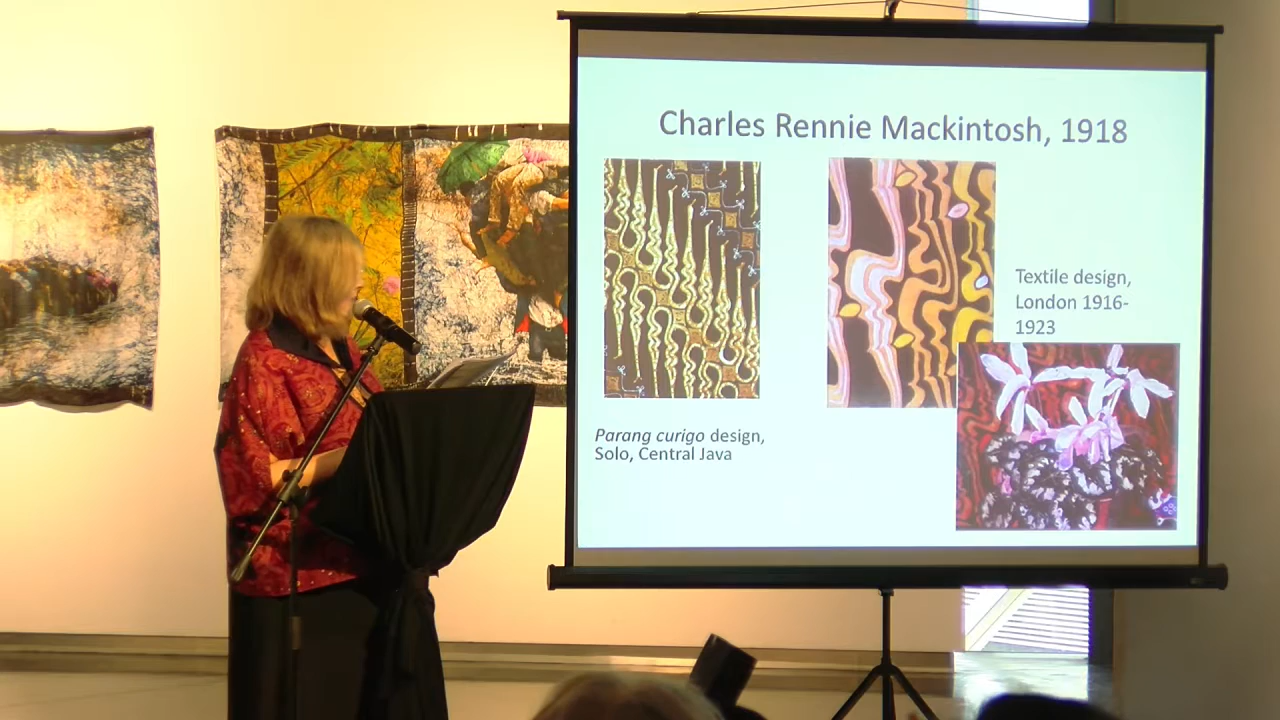 Charles Rennie Mackintosh, 1918
Textile design,
London 1916-
1923
Parang curigo design,
Solo, Central Java